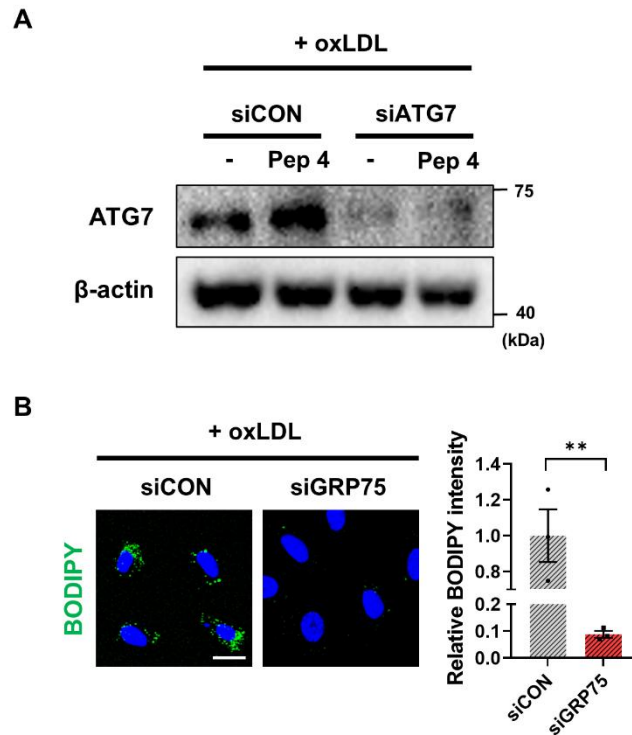 A
+ oxLDL
siCON siATG7
- Pep 4 - Pep 4
ATG7
75
β-actin
40
(kDa)
B
+ oxLDL
siCON siGRP75
BODIPY
Relative BODIPY intensity
**
1.4
1.2
1.0
0.8
0.2
0.1
0.0
siCON
siGRP75